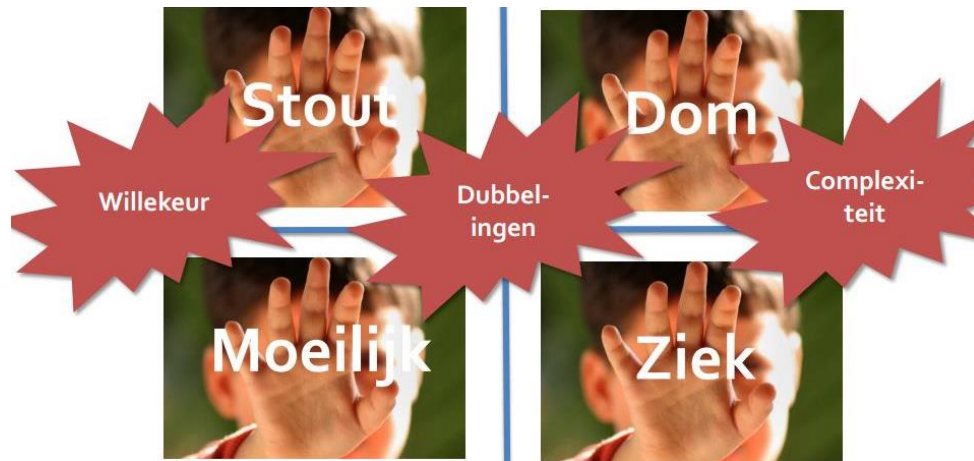 Stout
Dom
Willekeur
Dubbel-
ingen
Complexi-
teit
Moeilijk
Ziek